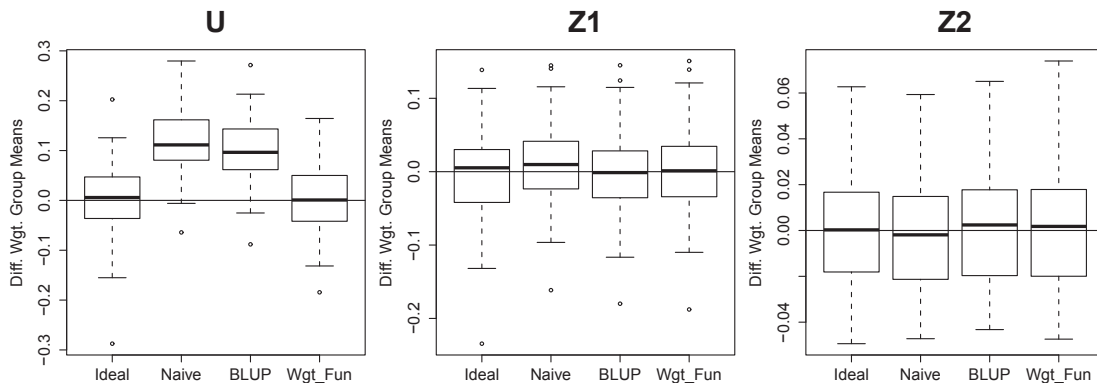 U
Diff. Wgt. Group Means
0.3
0.2
0.1
0.0
−0.1
−0.2
−0.3
Ideal Naive BLUP Wgt_Fun
Z1
Diff. Wgt. Group Means
0.1
0.0
−0.1
−0.2
Ideal Naive BLUP Wgt_Fun
Z2
Diff. Wgt. Group Means
0.06
0.02
0.00
−0.04
Ideal Naive BLUP Wgt_Fun